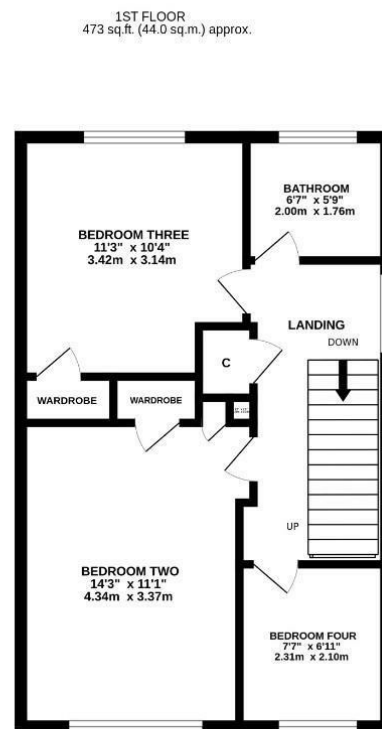 1ST FLOOR
473 sq.ft. (44.0 sq.m.) approx.
BATHROOM
6'7" x 5'9"
2.00m x 1.76m
BEDROOM THREE
11'3" x 10'4"
3.42m x 3.14m
LANDING
DOWN
C
WARDROBE
WARDROBE
UP
BEDROOM TWO
14'3" x 11'1"
4.34m x 3.37m
BEDROOM FOUR
7'7" x 6'11"
2.31m x 2.10m